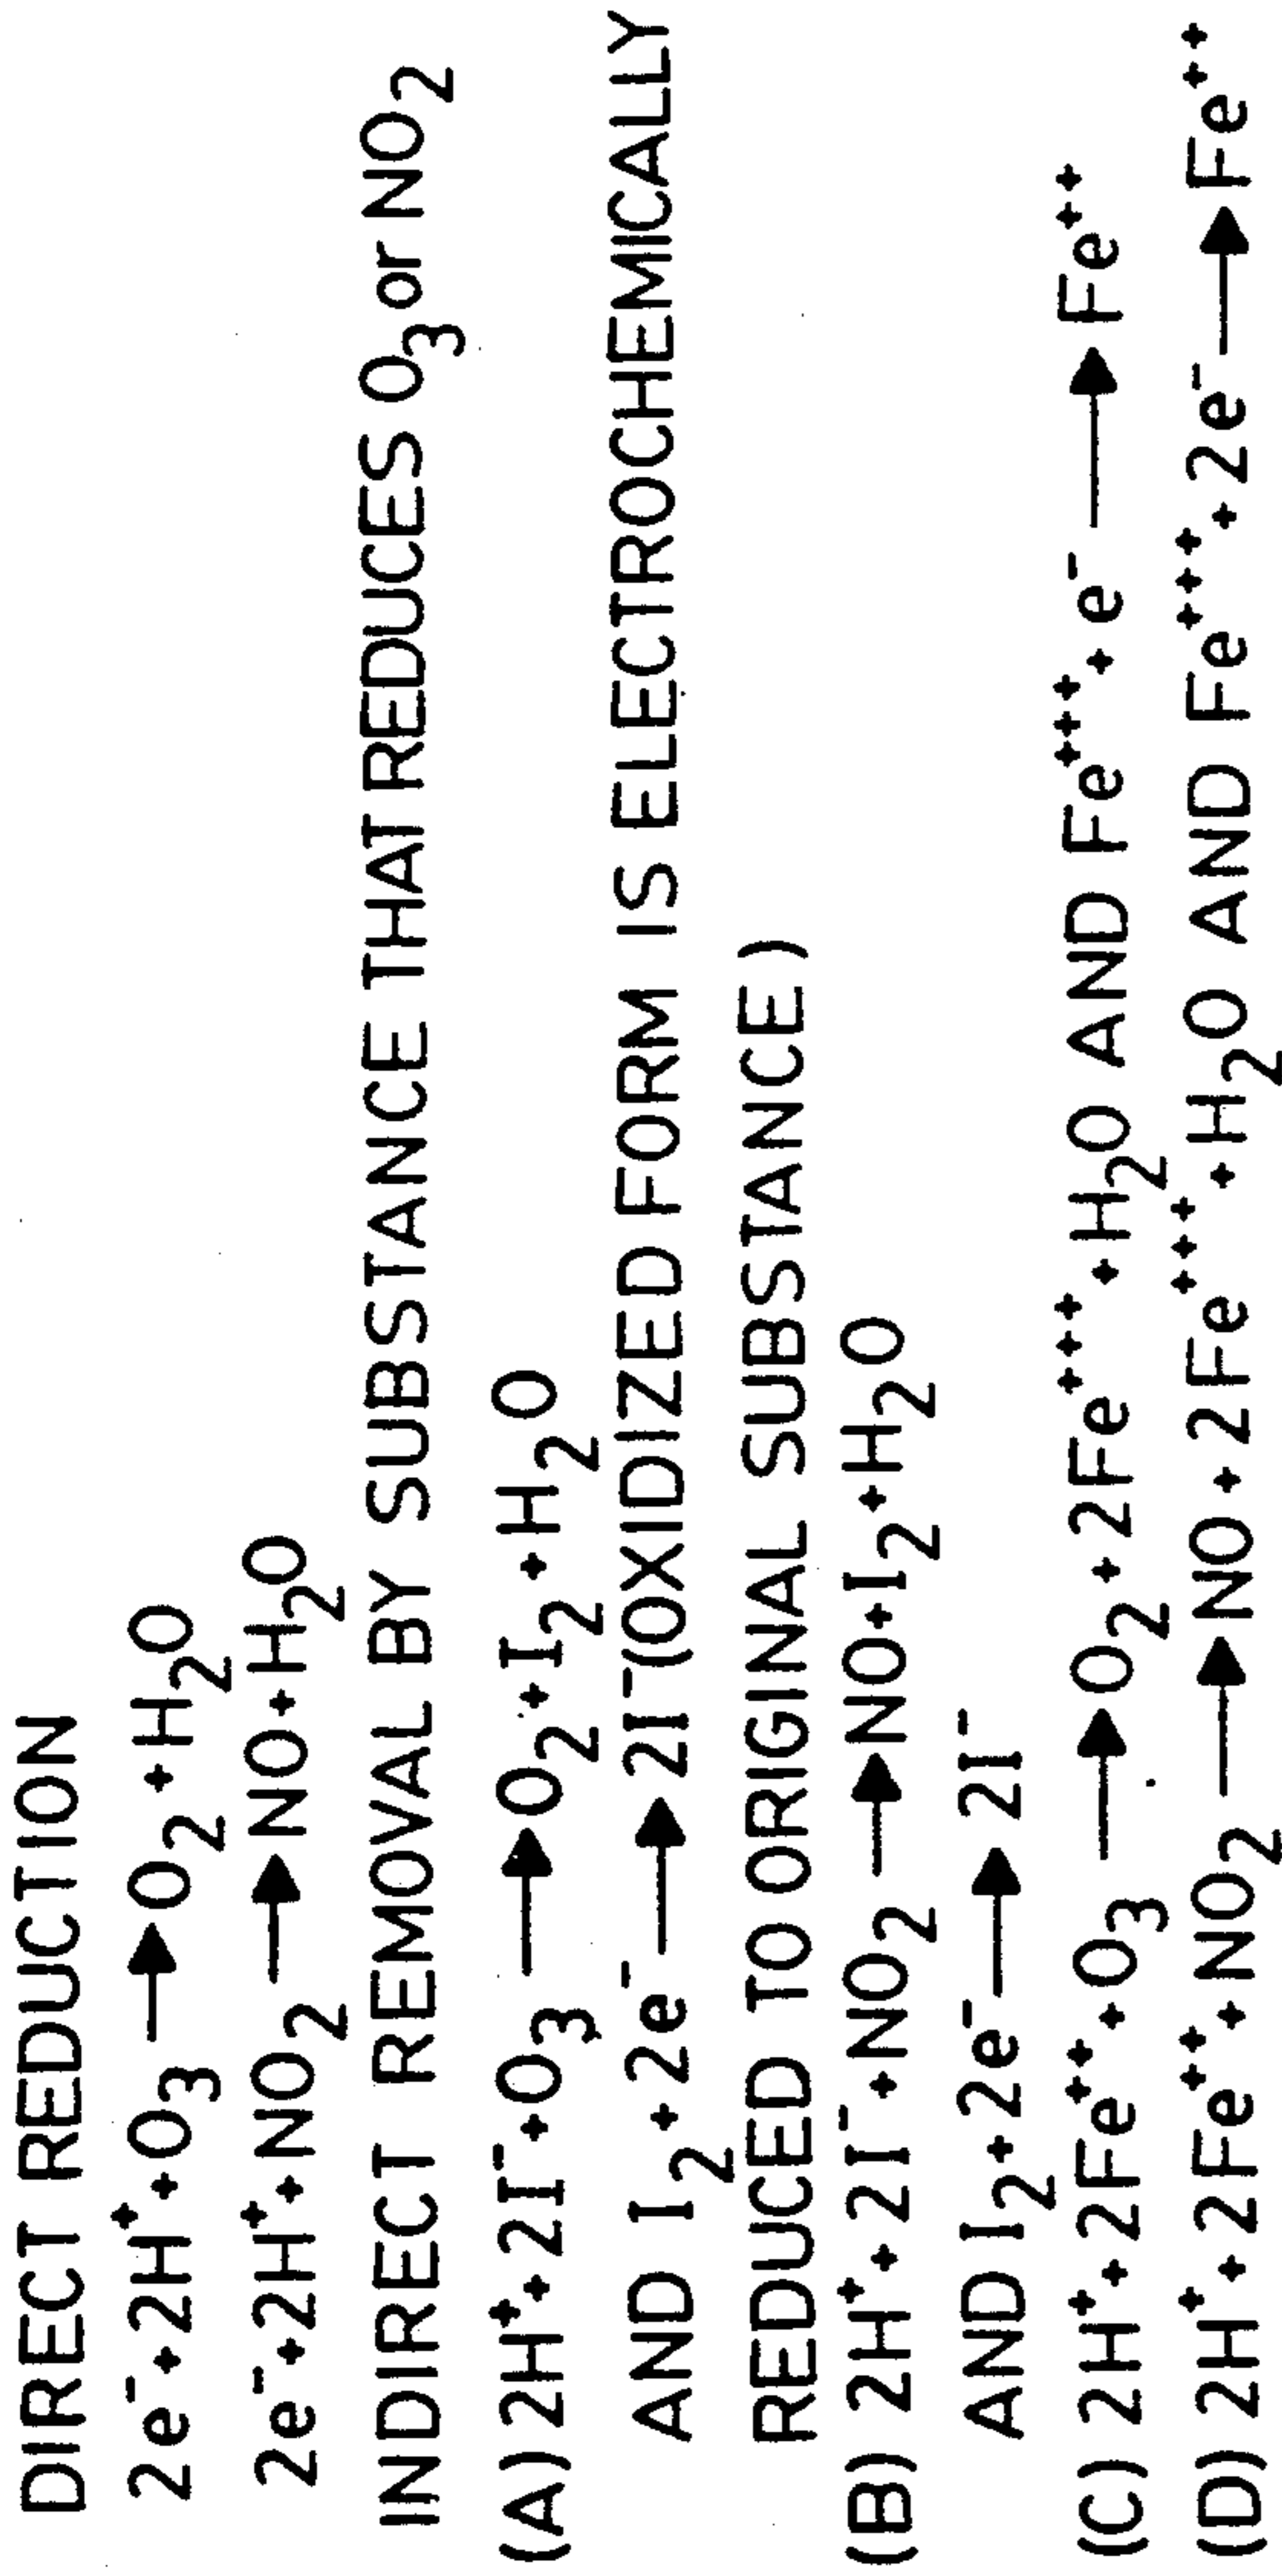 DIRECT REDUCTION
2e⁻+2H⁺+O₃ → O₂+H₂O
2e⁻+2H⁺+NO₂ → NO+H₂O
INDIRECT REMOVAL BY SUBSTANCE THAT REDUCES O₃ or NO₂
(A) 2H⁺+2I⁻+O₃ → O₂+I₂+H₂O
AND I₂+2e⁻ → 2I⁻(OXIDIZED FORM IS ELECTROCHEMICALLY
REDUCED TO ORIGINAL SUBSTANCE)
(B) 2H⁺+2I⁻+NO₂ → NO+I₂+H₂O
AND I₂+2e⁻ → 2I⁻
(C) 2H⁺+2Fe⁺⁺+O₃ → O₂+2Fe⁺⁺⁺+H₂O AND Fe⁺⁺⁺+e⁻ → Fe⁺⁺
(D) 2H⁺+2Fe⁺⁺+NO₂ → NO+2Fe⁺⁺⁺+H₂O AND Fe⁺⁺⁺+2e⁻ → Fe⁺⁺